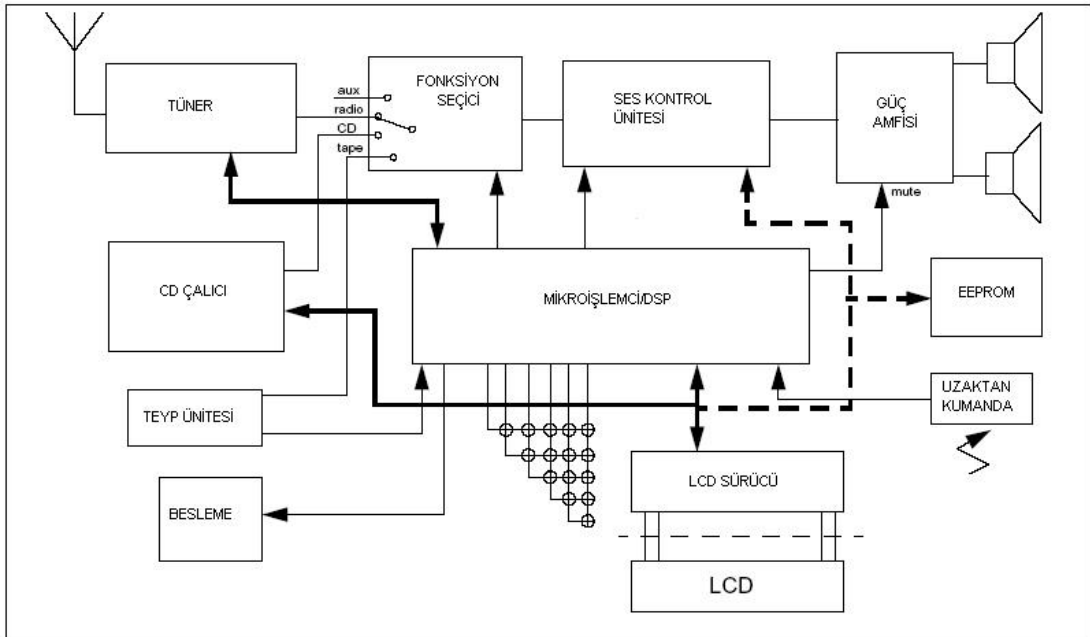 TÜNER
aux
radio
CD
tape
FONKSİYON
SEÇİCİ
SES KONTROL
ÜNİTESİ
GÜÇ
AMFİSİ
mute
CD ÇALICI
MİKROİŞLEMCİ/DSP
EEPROM
TEYP ÜNİTESİ
UZAKTAN
KUMANDA
BESLEME
LCD SÜRÜCÜ
LCD